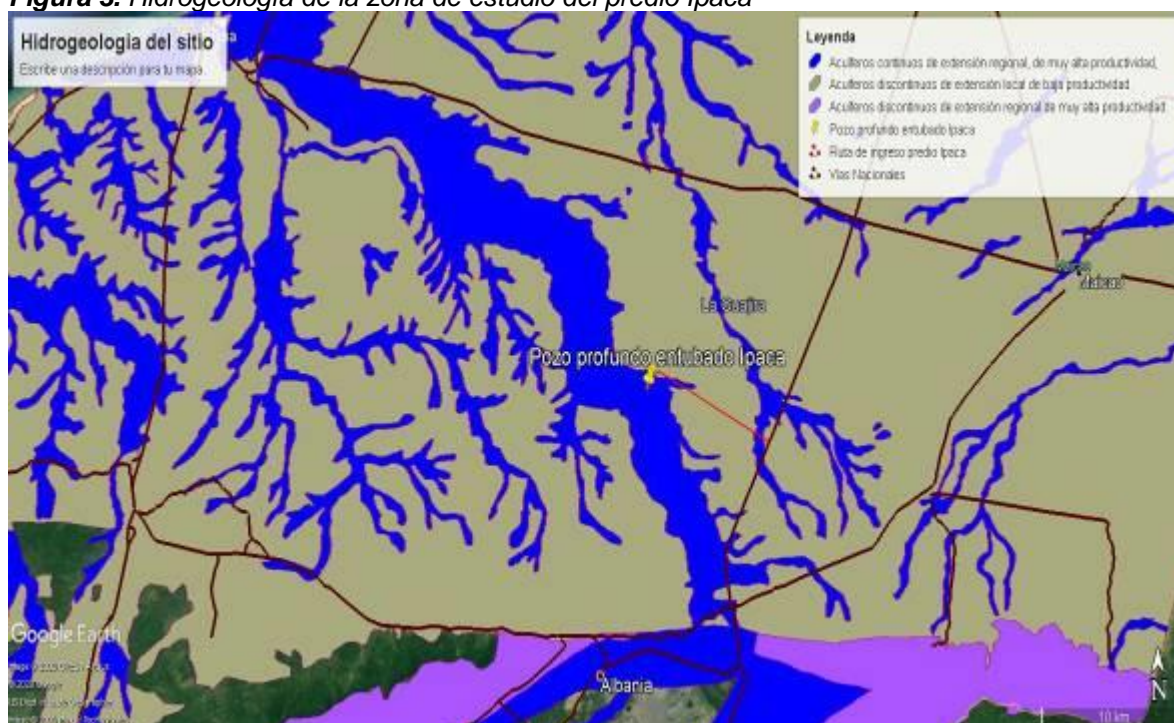 Figura 3. Hidrogeología de la zona de estudio del predio Ipaca
Hidrogeologia del sitio
Escribe una descripción para tu mapa.
Leyenda
Acuíferos continuos de extensión regional, de muy alta productividad,
Acuíferos discontinuos de extensión local de baja productividad
Acuíferos discontinuos de extensión regional de muy alta productividad
Pozo profundo entubado Ipaca
Ruta de ingreso predio Ipaca
Vías Nacionales
Maicao
La Guajira
Pozo profundo entubado Ipaca
Google Earth
Albania
N
10 km